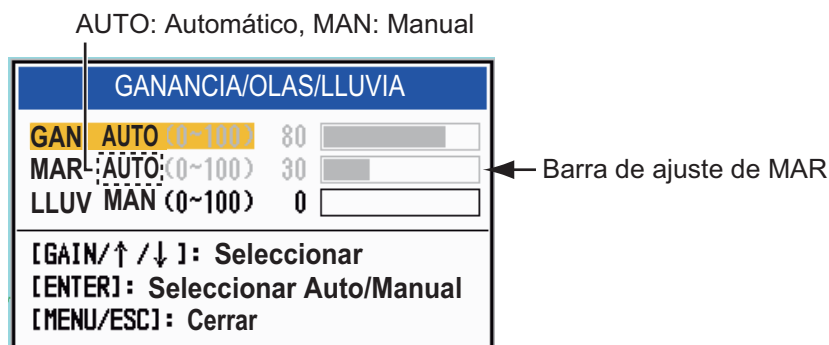 AUTO: Automático, MAN: Manual
GANANCIA/OLAS/LLUVIA
GAN AUTO (0~100) 80
MAR AUTO (0~100) 30
Barra de ajuste de MAR
LLUV MAN (0~100) 0
[GAIN/↑/↓]: Seleccionar
[ENTER]: Seleccionar Auto/Manual
[MENU/ESC]: Cerrar